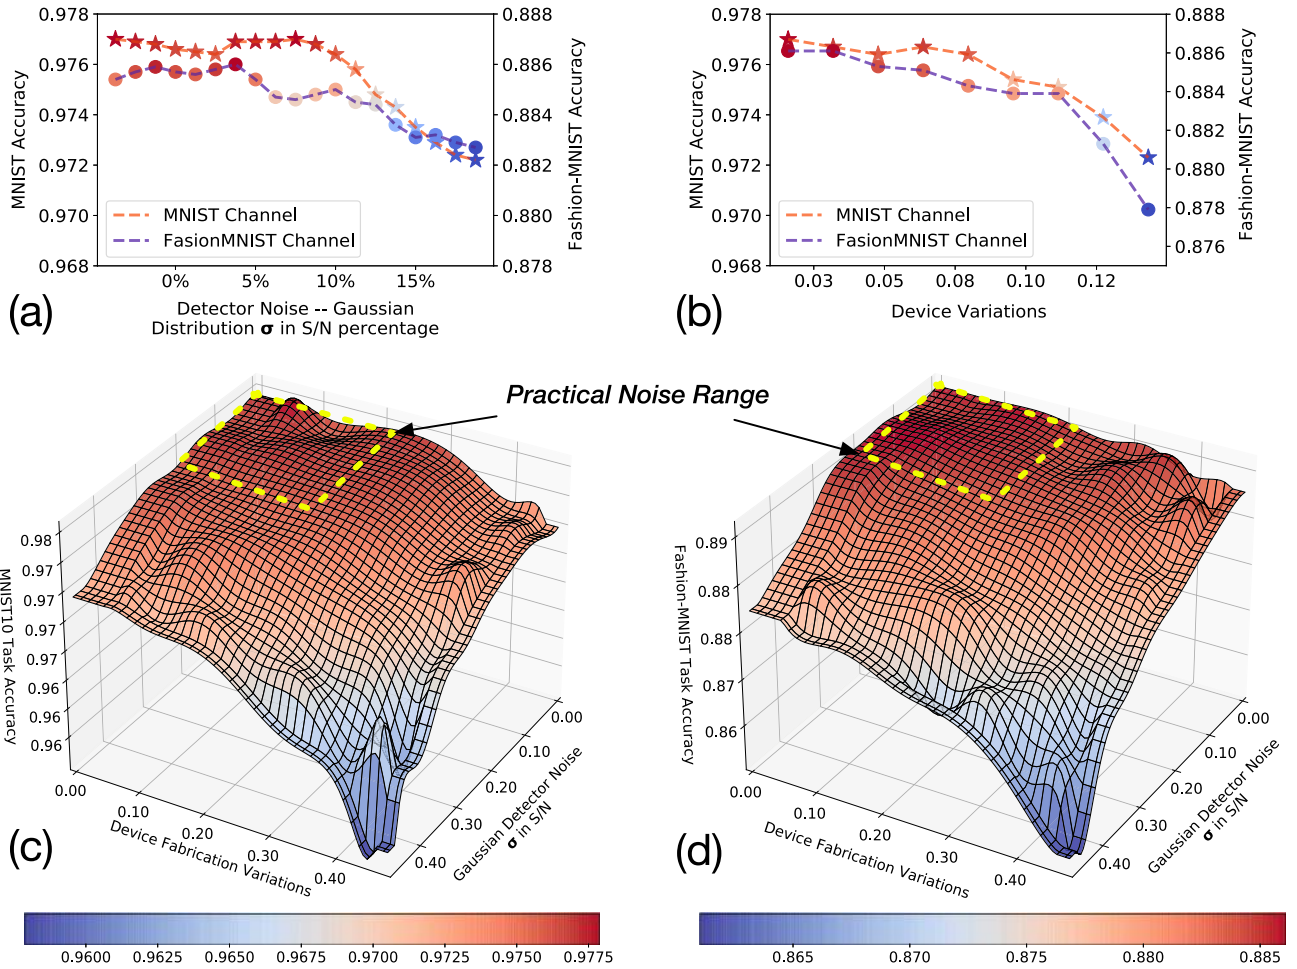 0.978
0.976
0.974
0.972
0.970
0.968
MNIST Accuracy
0.888
0.886
0.884
0.882
0.880
0.878
Fashion-MNIST Accuracy
MNIST Channel
FasionMNIST Channel
0% 5% 10% 15%
Detector Noise -- Gaussian
Distribution σ in S/N percentage
(a)
0.978
0.976
0.974
0.972
0.970
0.968
MNIST Accuracy
0.888
0.886
0.884
0.882
0.880
0.878
0.876
Fashion-MNIST Accuracy
MNIST Channel
FasionMNIST Channel
0.03 0.05 0.08 0.10 0.12
Device Variations
(b)
Practical Noise Range
0.98
0.97
0.97
0.97
0.97
0.96
0.96
0.96
MNIST10 Task Accuracy
0.00
0.10
0.20
0.30
0.40
Device Fabrication Variations
0.00
0.10
0.20
0.30
0.40
Gaussian Detector Noise
σ in S/N
(c)
0.89
0.88
0.88
0.87
0.86
Fashion-MNIST Task Accuracy
0.00
0.10
0.20
0.30
0.40
Device Fabrication Variations
0.00
0.10
0.20
0.30
0.40
Gaussian Detector Noise
σ in S/N
(d)
0.9600 0.9625 0.9650 0.9675 0.9700 0.9725 0.9750 0.9775
0.865 0.870 0.875 0.880 0.885